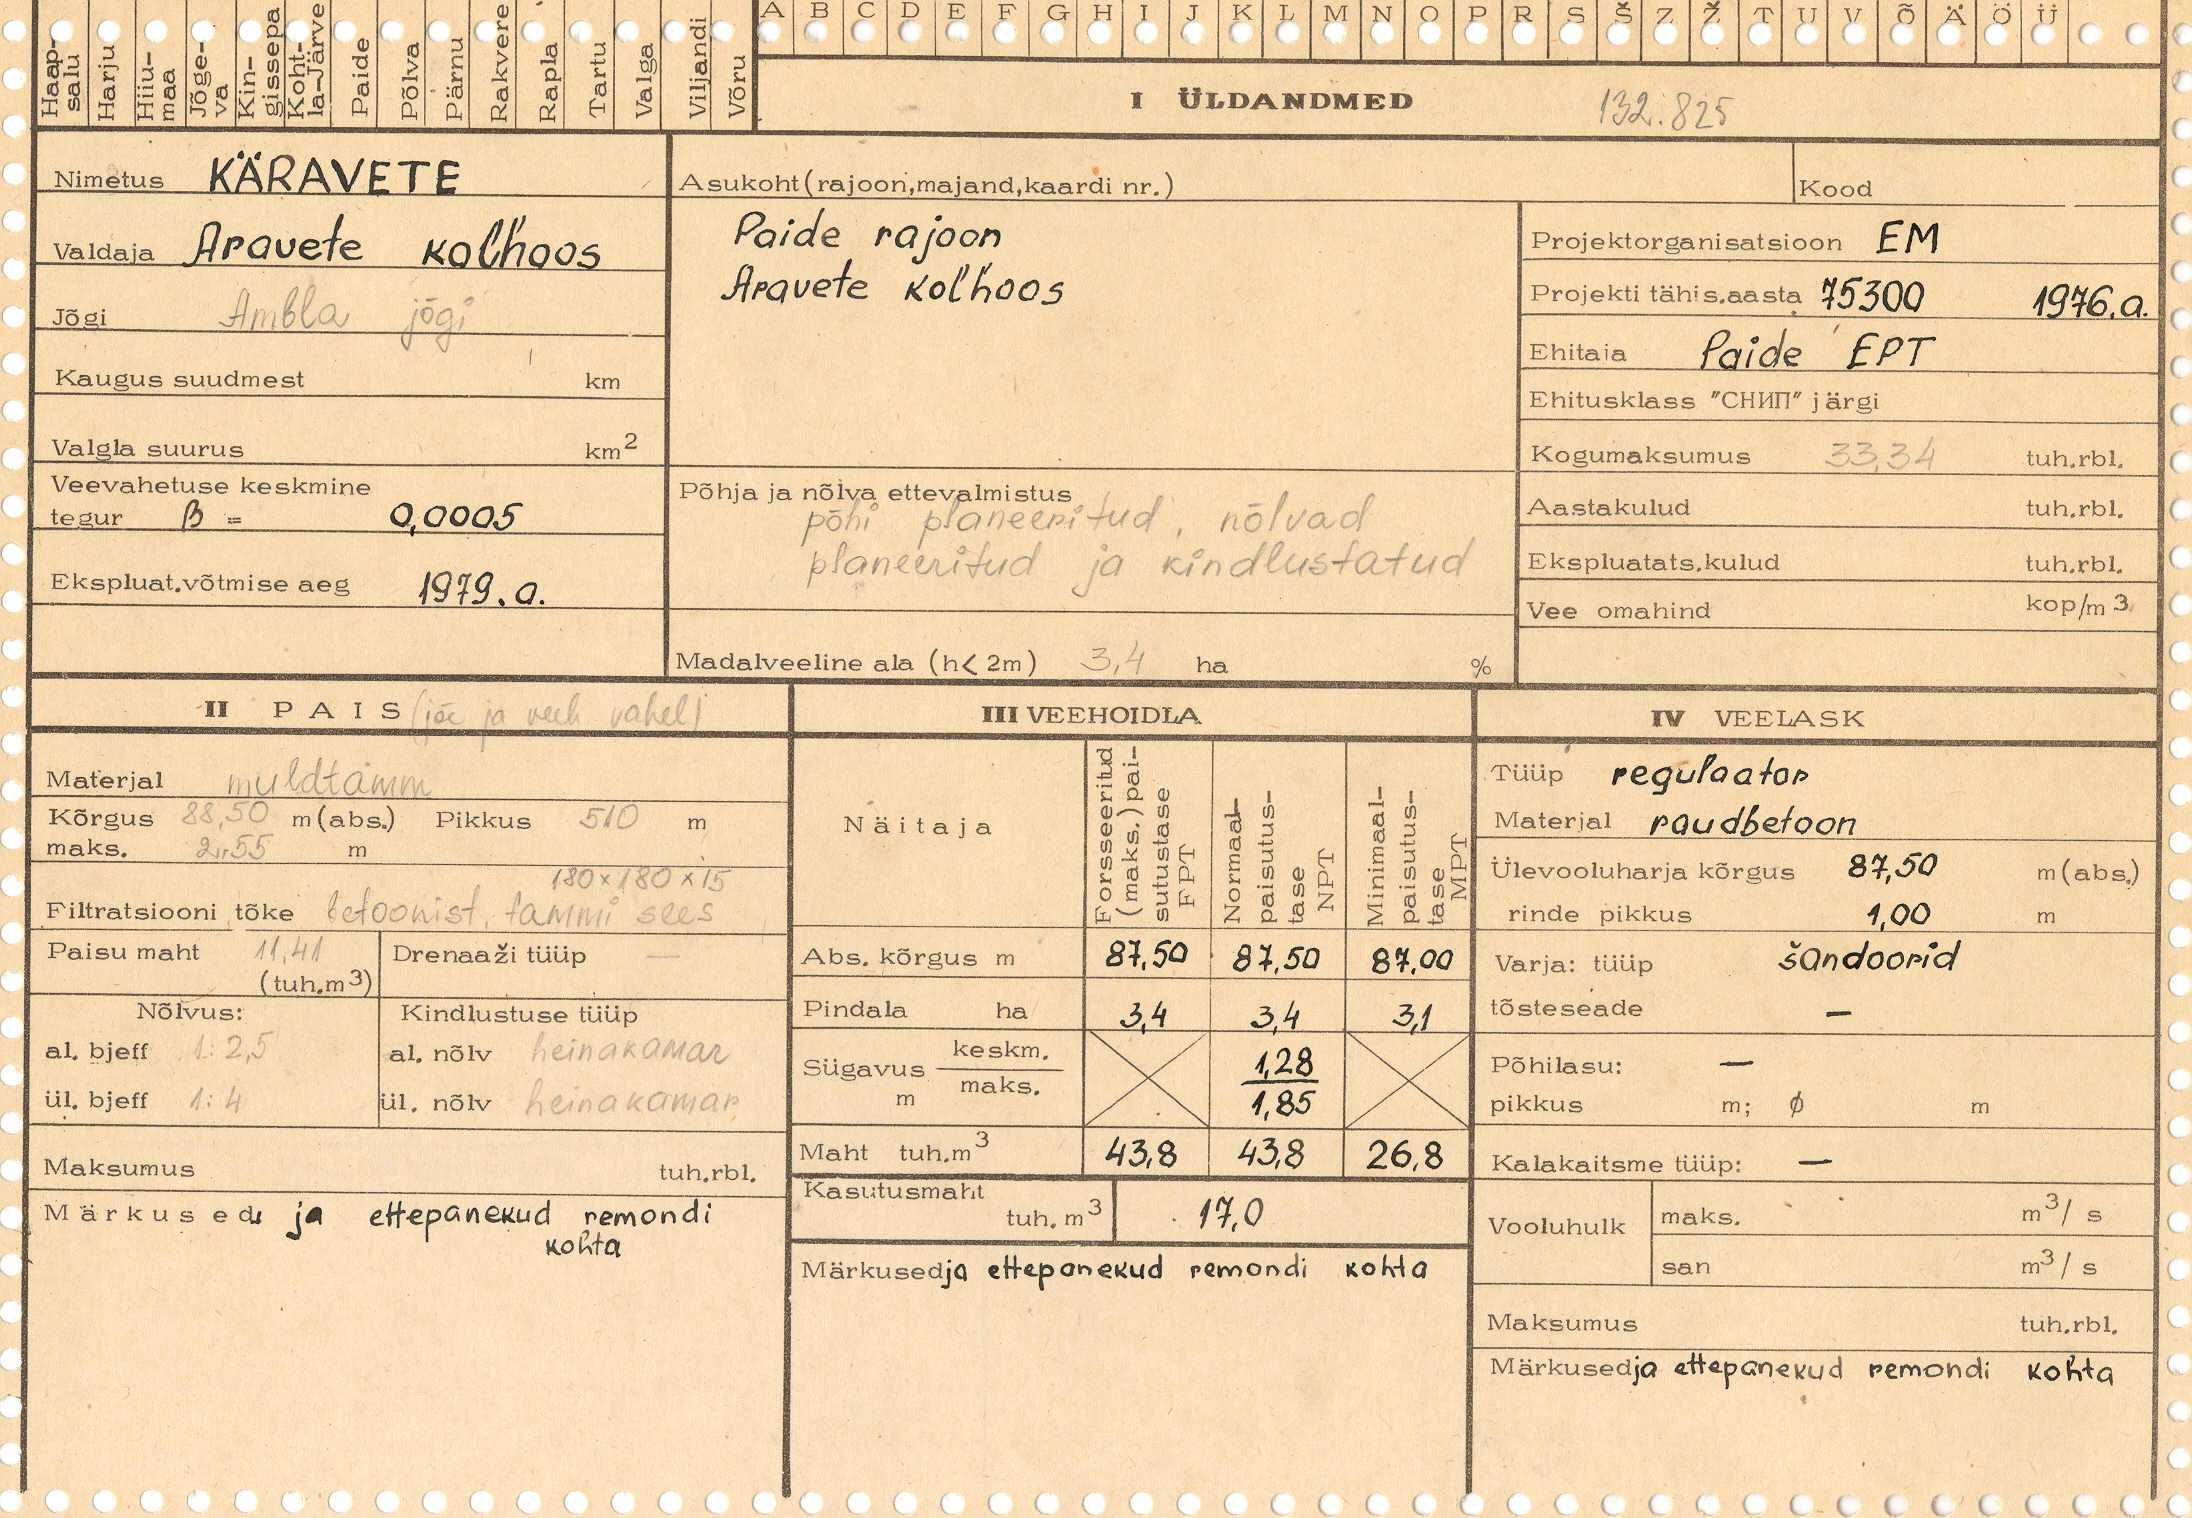 A B C D E F G H I J K L M N O P R S Š Z Ž T U V Õ Ä Ö Ü
Haap-salu Harju Hiiu-maa Jõge-va Kin-gissepa Koht-la-Järve Paide Põlva Pärnu Rakvere Rapla Tartu Valga Viljandi Võru
I ÜLDANDMED 132.825
Nimetus KÄRAVETE
Valdaja Aravete kolhoos
Jõgi Ambla jõgi
Kaugus suudmest km
Valgla suurus km2
Veevahetuse keskmine
tegur β = 0,0005
Ekspluat.võtmise aeg 1979.a.
Asukoht (rajoon,majand,kaardi nr.)
Paide rajoon
Aravete kolhoos
Põhja ja nõlva ettevalmistus
põhi planeeritud, nõlvad
planeeritud ja kindlustatud
Madalveeline ala (h< 2m) 3,4 ha %
Kood
Projektorganisatsioon EM
Projekti tähis.aasta 75300 1976.a.
Ehitaja Paide EPT
Ehitusklass "СНИП" järgi
Kogumaksumus 33,34 tuh.rbl.
Aastakulud tuh.rbl.
Ekspluatats.kulud tuh.rbl.
Vee omahind kop/m3
II PAIS (jõe ja veeh. vahel)
Materjal muldtamm
Kõrgus 88,50 m(abs.) Pikkus 510 m
maks. 2,55 m
180×180×15
Filtratsiooni tõke betoonist, tammi sees
Paisu maht 11,41 Drenaaži tüüp —
(tuh.m3)
Nõlvus: Kindlustuse tüüp
al. bjeff 1:2,5 al. nõlv heinakamar
ül. bjeff 1:4 ül. nõlv heinakamar
Maksumus tuh.rbl.
Märkused: ja ettepanekud remondi
kohta
III VEEHOIDLA
Näitaja
Forsseeritud (maks.) pai-sutustase FPT
Normaal-paisutus-tase NPT
Minimaal-paisutus-tase MPT
Abs. kõrgus m 87,50 87,50 87,00
Pindala ha 3,4 3,4 3,1
Sügavus keskm. 1,28
m maks. 1,85
Maht tuh.m3 43,8 43,8 26,8
Kasutusmaht
tuh. m3 17,0
Märkused ja ettepanekud remondi kohta
IV VEELASK
Tüüp regulaator
Materjal raudbetoon
Ülevooluharja kõrgus 87,50 m(abs.)
rinde pikkus 1,00 m
Varja: tüüp šandoorid
tõsteseade —
Põhilasu: —
pikkus m; ϕ m
Kalakaitsme tüüp: —
Vooluhulk maks. m3/ s
san m3/ s
Maksumus tuh.rbl.
Märkused ja ettepanekud remondi kohta